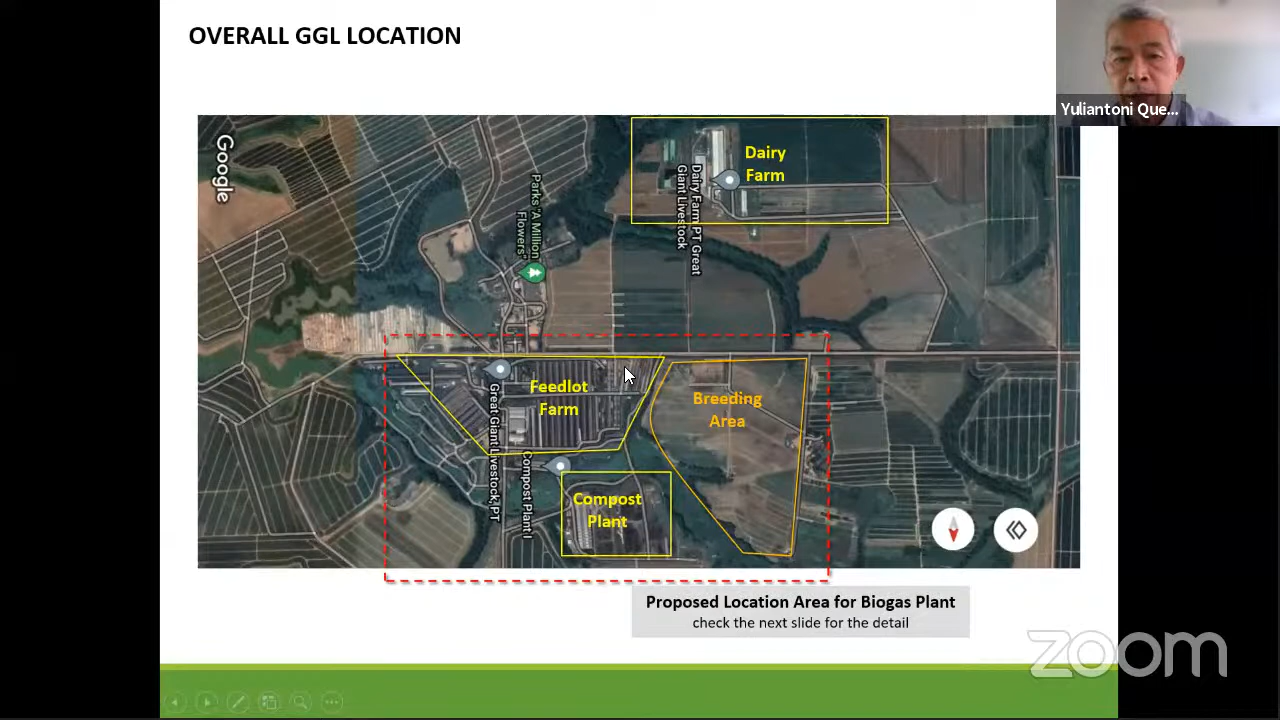 OVERALL GGL LOCATION
Yuliantoni Que...
Google
Parks "A Million
Flowers"
Dairy
Farm
Dairy Farm PT Great
Giant Livestock
Feedlot
Farm
Great Giant Livestock, PT
Breeding
Area
Compost Plant I
Compost
Plant
Proposed Location Area for Biogas Plant
check the next slide for the detail
zoom